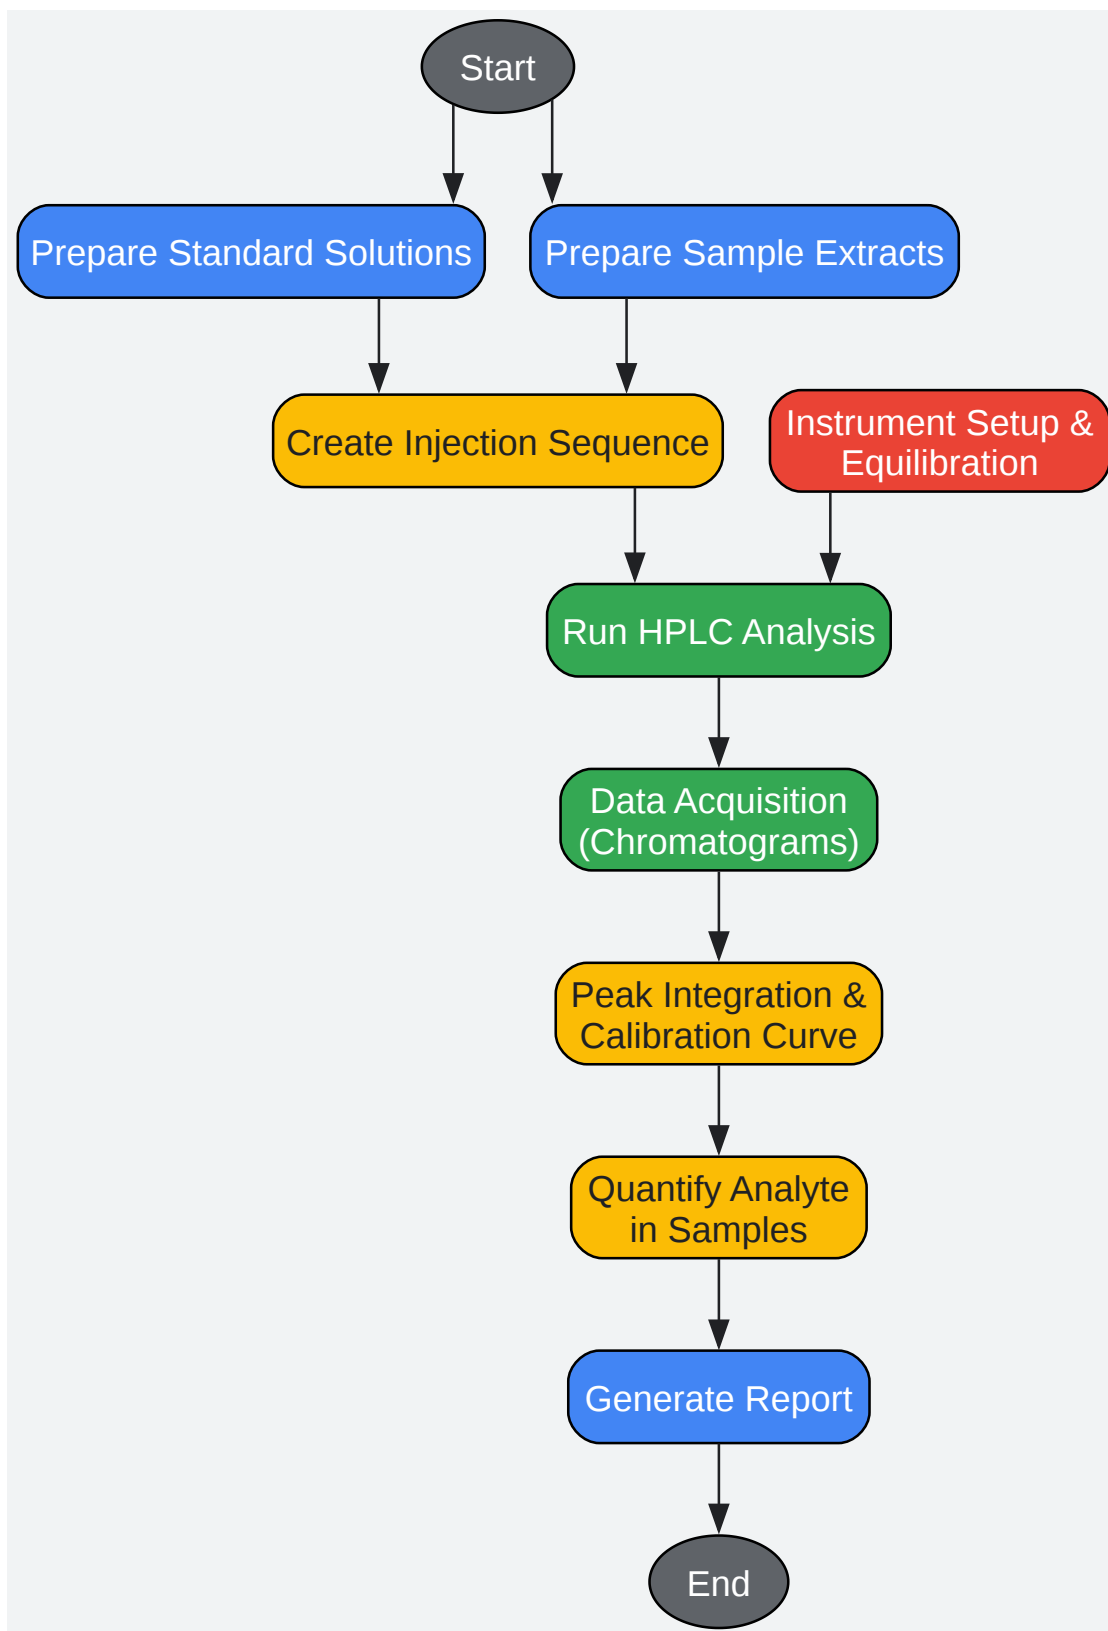 Start
Prepare Standard Solutions
Prepare Sample Extracts
Create Injection Sequence
Instrument Setup &
Equilibration
Run HPLC Analysis
Data Acquisition
(Chromatograms)
Peak Integration &
Calibration Curve
Quantify Analyte
in Samples
Generate Report
End